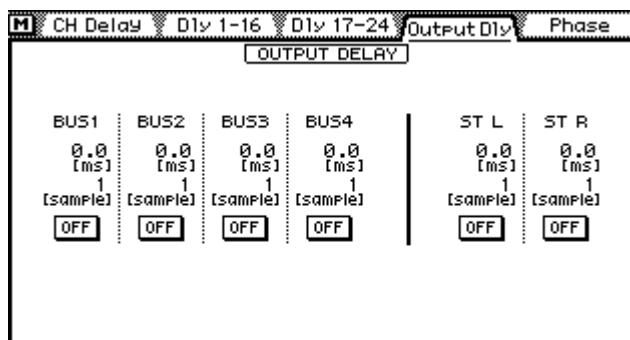 M CH Delay Dly 1-16 Dly 17-24 Output Dly Phase
OUTPUT DELAY
BUS1 BUS2 BUS3 BUS4 ST L ST R
0.0 0.0 0.0 0.0 0.0 0.0
[ms] [ms] [ms] [ms] [ms] [ms]
1 1 1 1 1 1
[sample] [sample] [sample] [sample] [sample] [sample]
OFF OFF OFF OFF OFF OFF